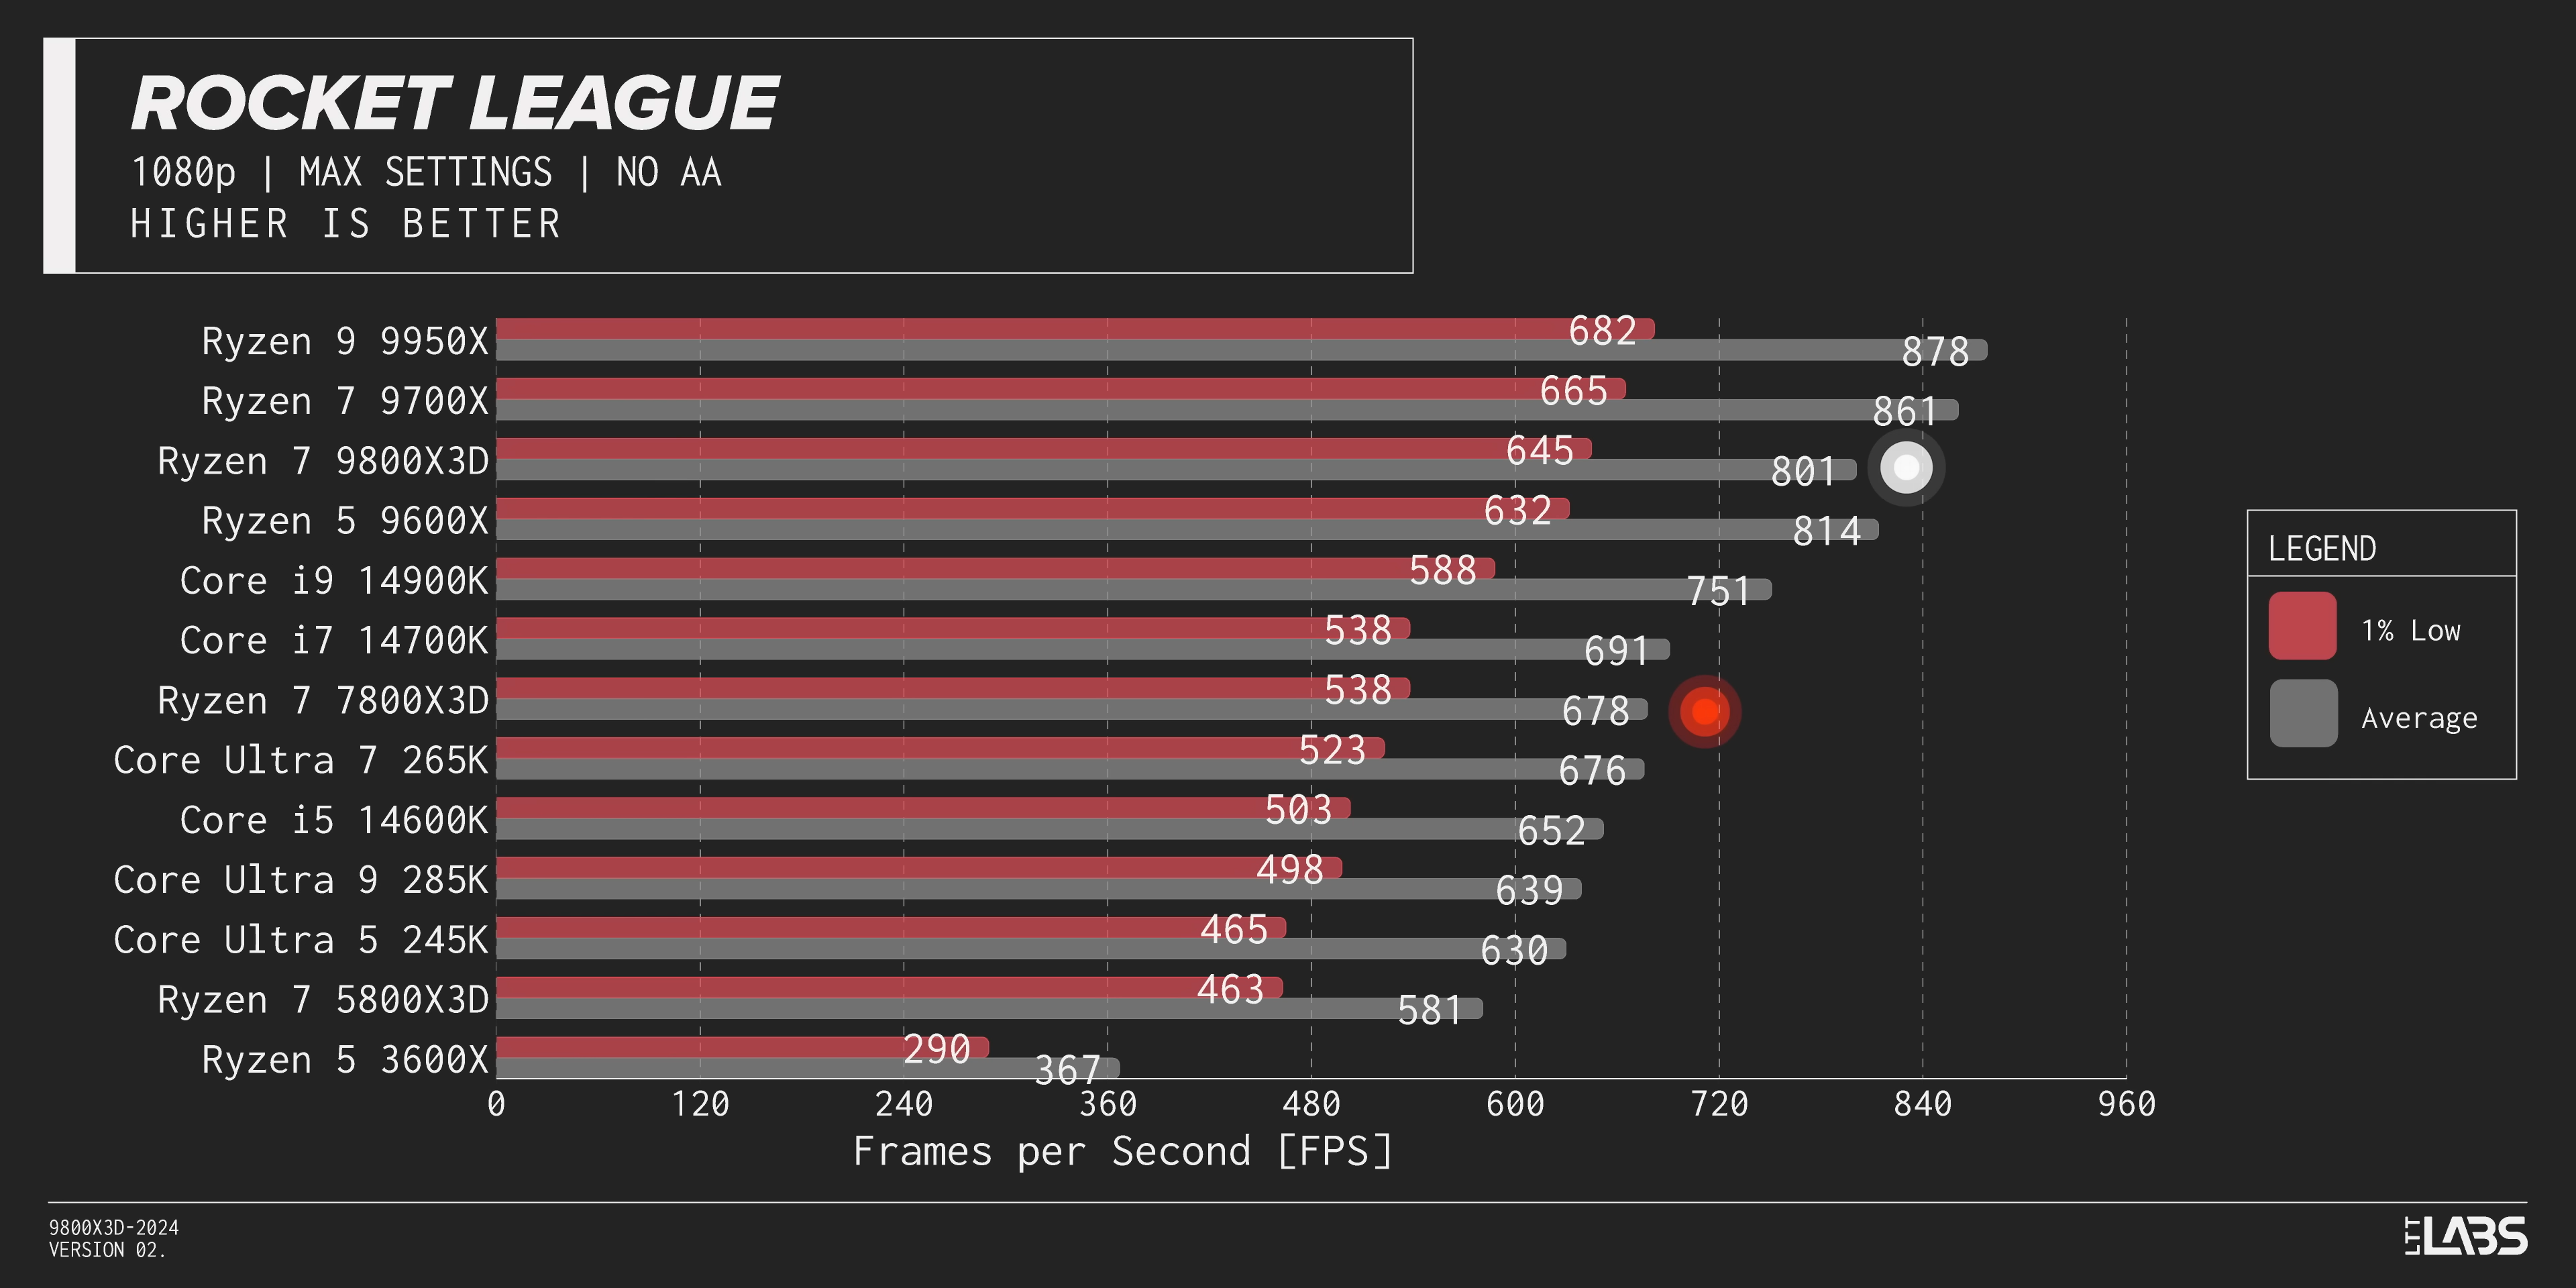 ROCKET LEAGUE
1080p | MAX SETTINGS | NO AA
HIGHER IS BETTER
Ryzen 9 9950X 682 878
Ryzen 7 9700X 665 861
Ryzen 7 9800X3D 645 801
Ryzen 5 9600X 632 814
Core i9 14900K 588 751
Core i7 14700K 538 691
Ryzen 7 7800X3D 538 678
Core Ultra 7 265K 523 676
Core i5 14600K 503 652
Core Ultra 9 285K 498 639
Core Ultra 5 245K 465 630
Ryzen 7 5800X3D 463 581
Ryzen 5 3600X 290 367
0 120 240 360 480 600 720 840 960
Frames per Second [FPS]
LEGEND
1% Low
Average
9800X3D-2024
VERSION 02.
LTT LABS